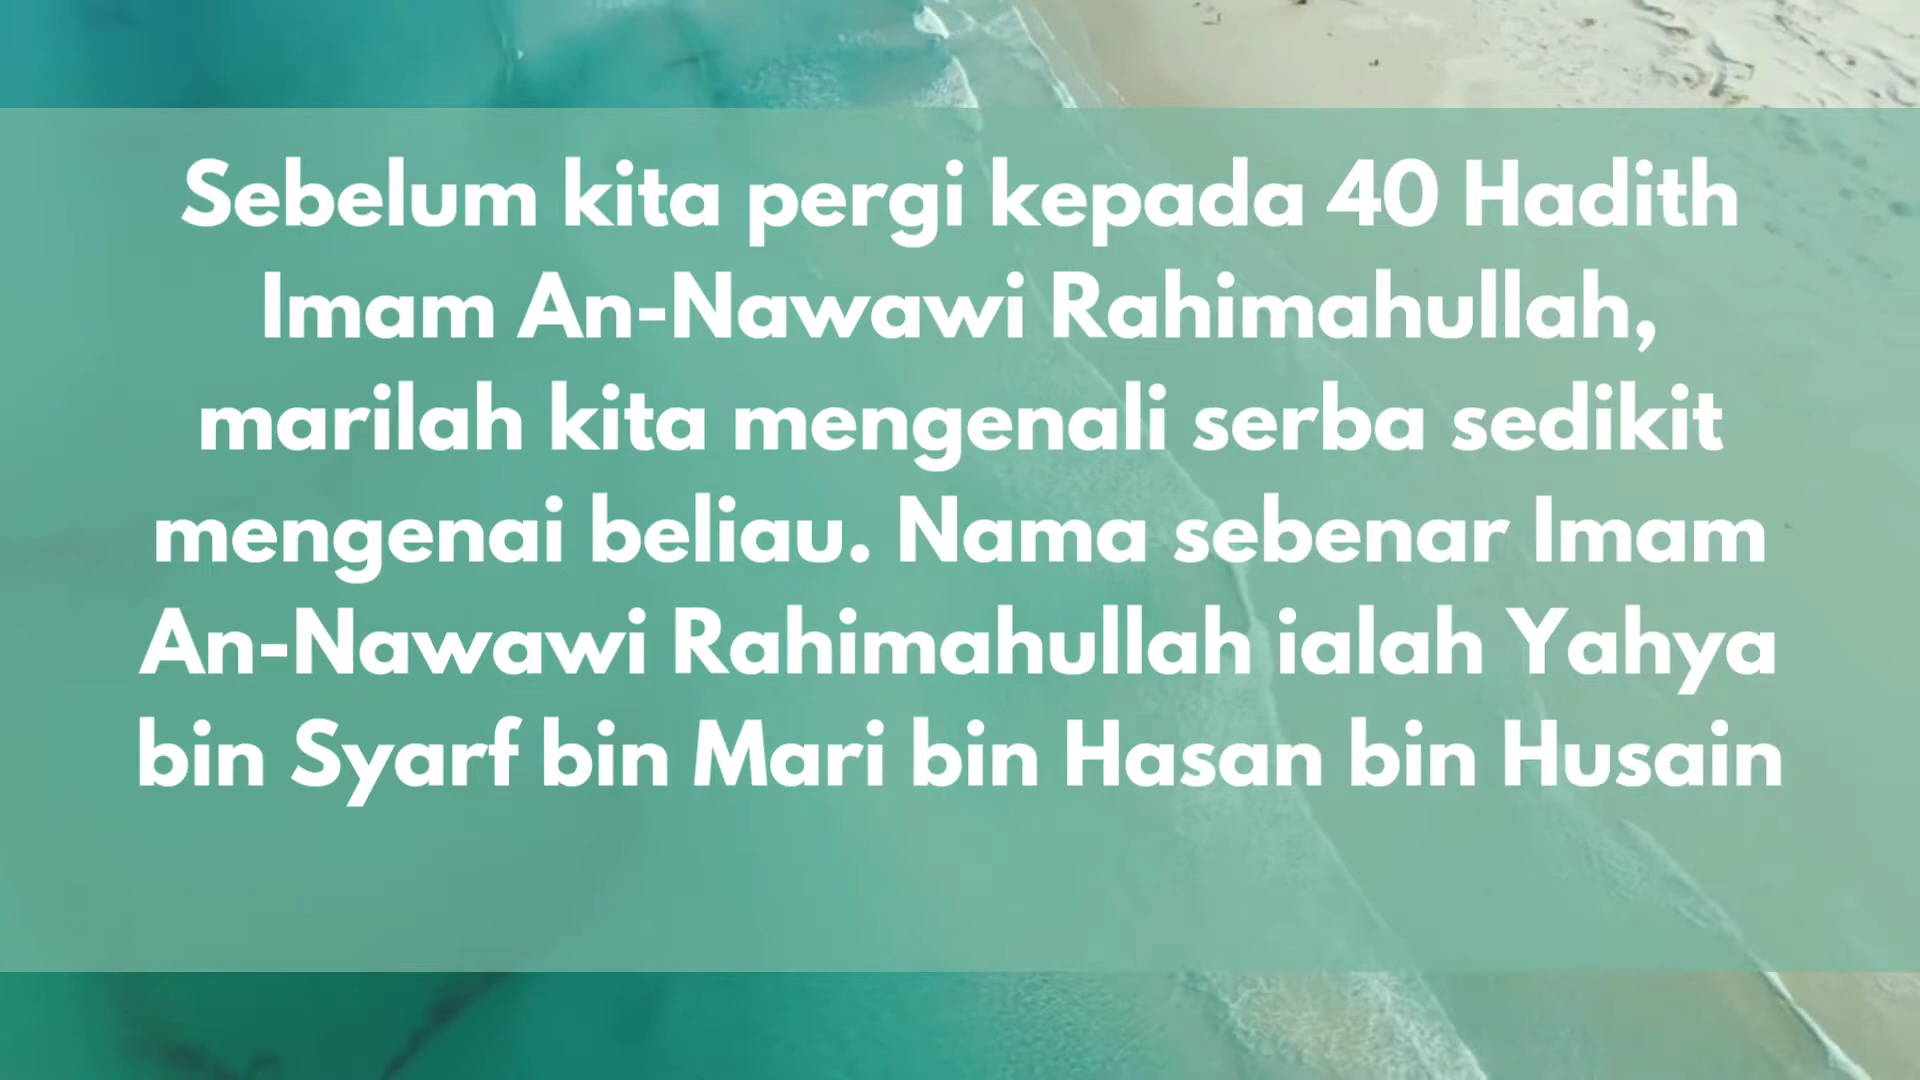 Sebelum kita pergi kepada 40 Hadith
Imam An-Nawawi Rahimahullah,
marilah kita mengenali serba sedikit
mengenai beliau. Nama sebenar Imam
An-Nawawi Rahimahullah ialah Yahya
bin Syarf bin Mari bin Hasan bin Husain